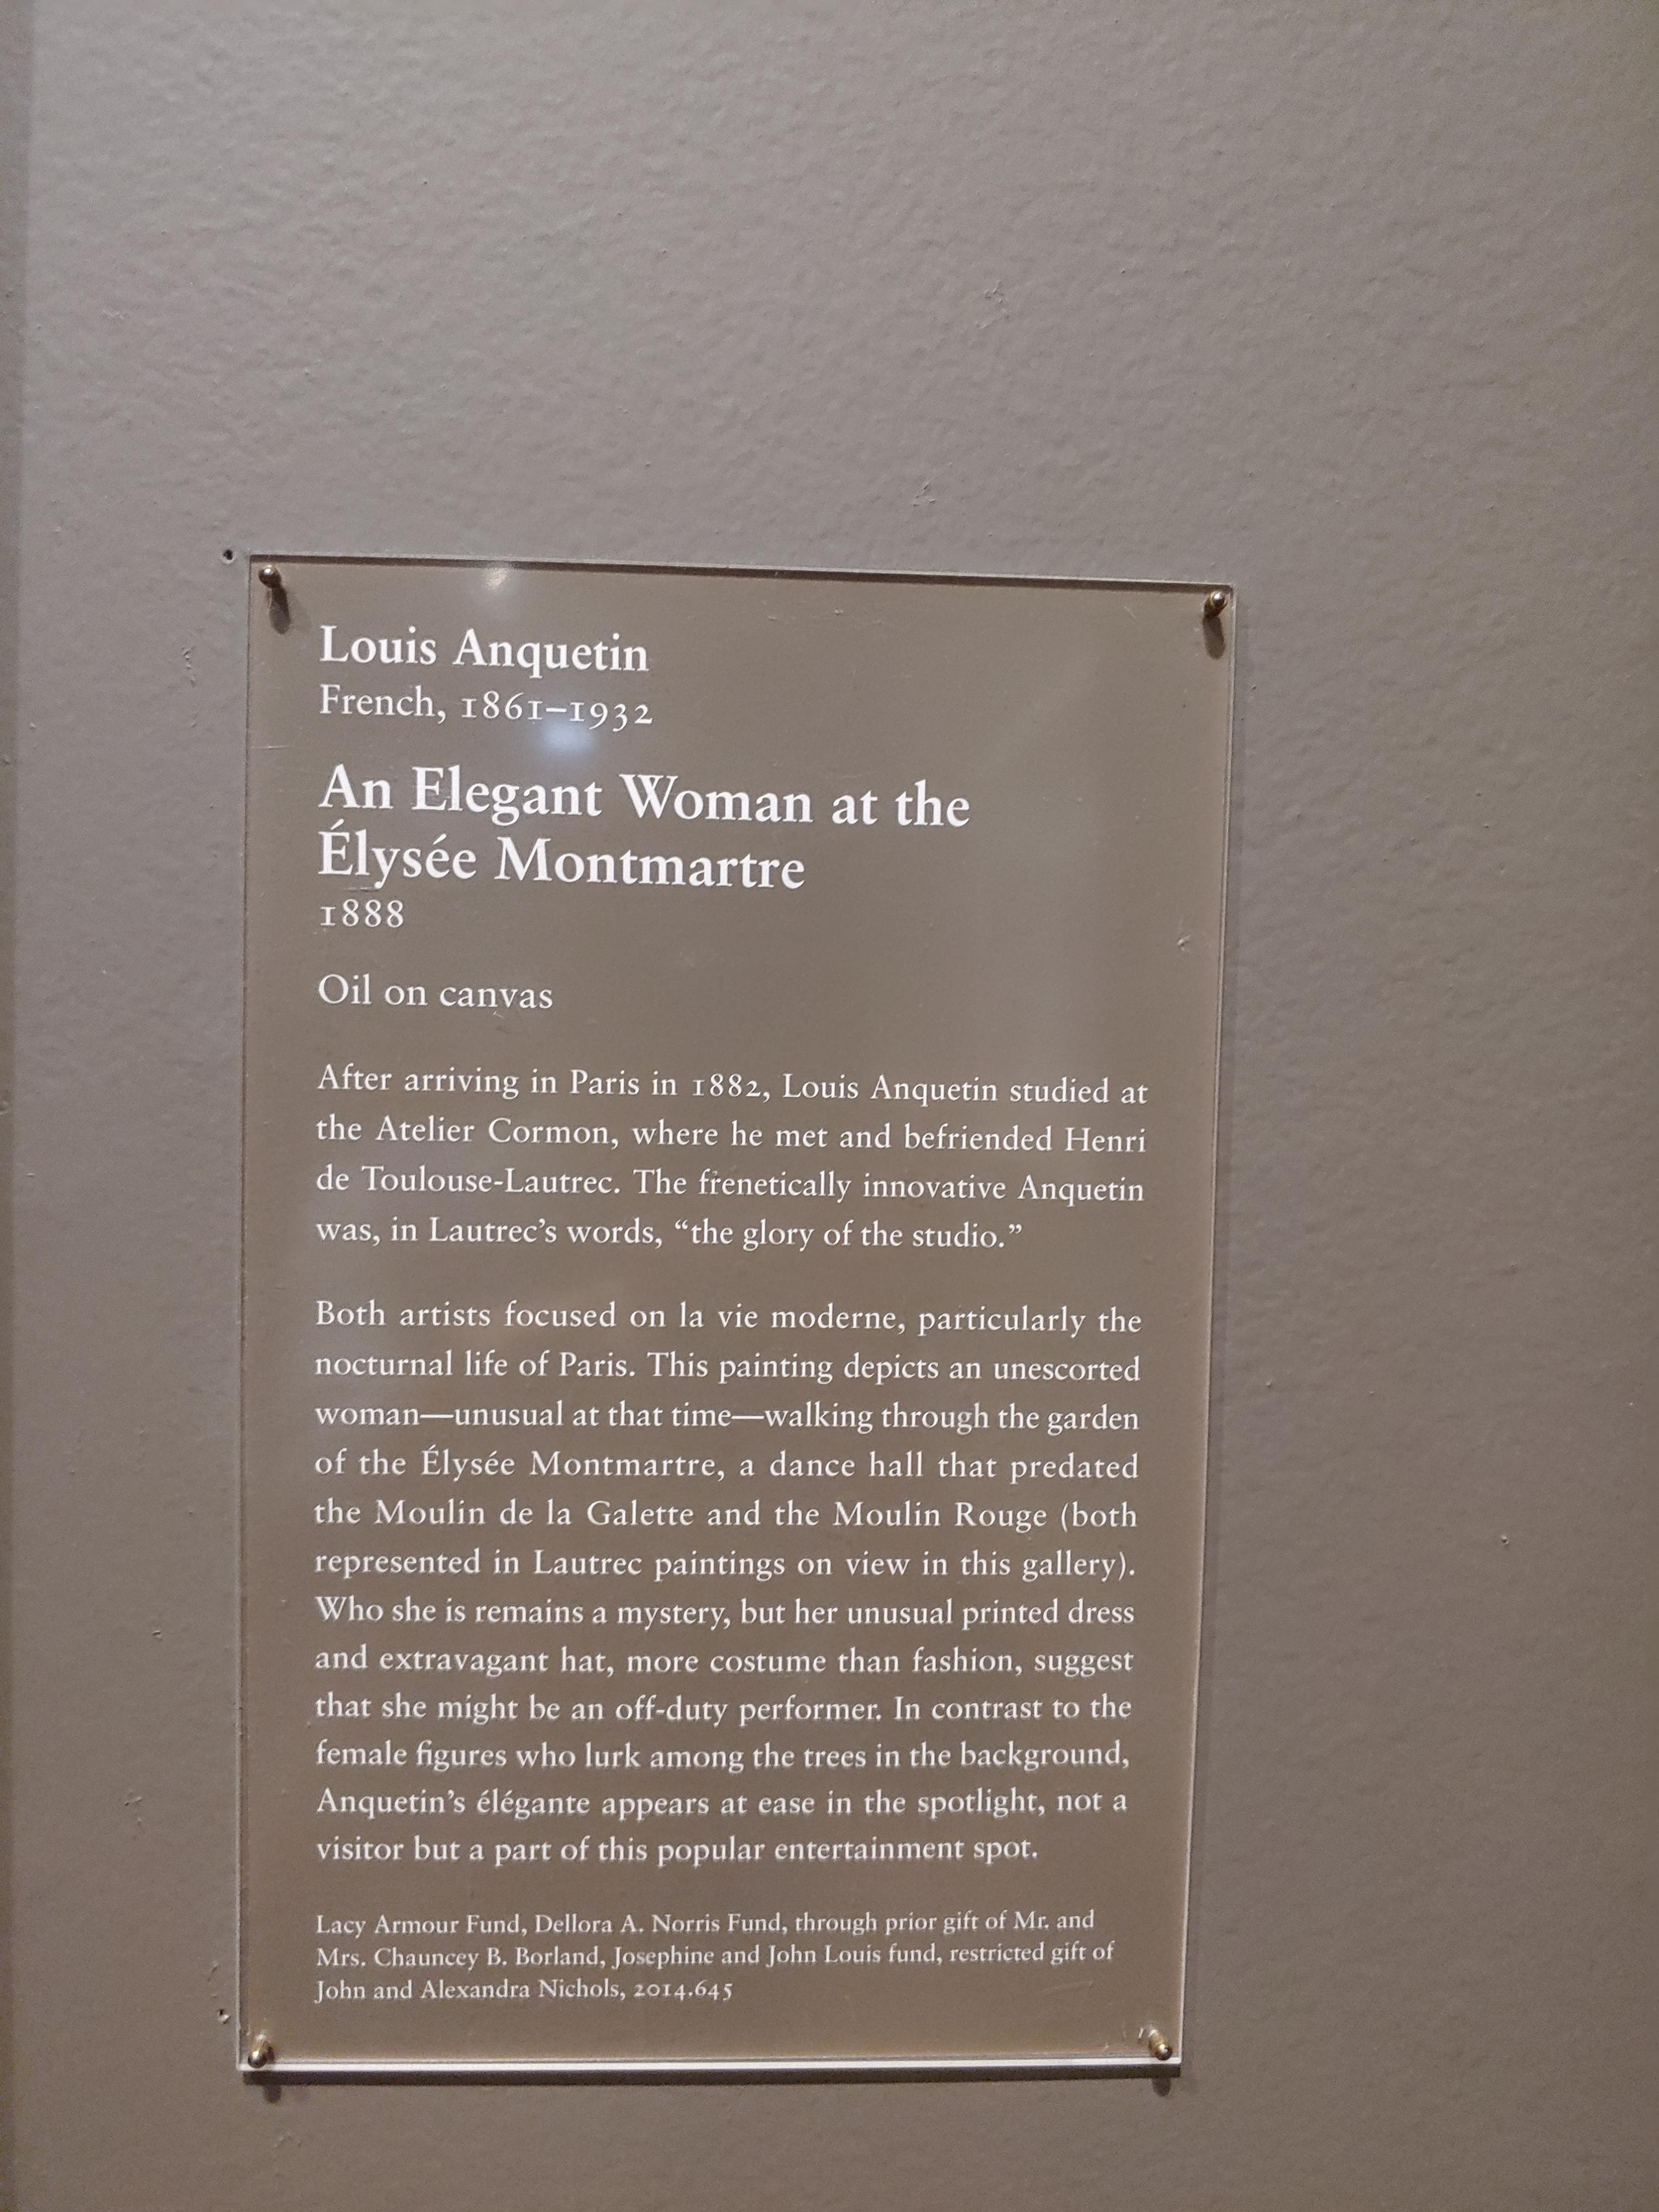 Louis Anquetin
French, 1861–1932
An Elegant Woman at the
Élysée Montmartre
1888
Oil on canvas
After arriving in Paris in 1882, Louis Anquetin studied at
the Atelier Cormon, where he met and befriended Henri
de Toulouse-Lautrec. The frenetically innovative Anquetin
was, in Lautrec’s words, “the glory of the studio.”
Both artists focused on la vie moderne, particularly the
nocturnal life of Paris. This painting depicts an unescorted
woman—unusual at that time—walking through the garden
of the Élysée Montmartre, a dance hall that predated
the Moulin de la Galette and the Moulin Rouge (both
represented in Lautrec paintings on view in this gallery).
Who she is remains a mystery, but her unusual printed dress
and extravagant hat, more costume than fashion, suggest
that she might be an off-duty performer. In contrast to the
female figures who lurk among the trees in the background,
Anquetin’s élégante appears at ease in the spotlight, not a
visitor but a part of this popular entertainment spot.
Lacy Armour Fund, Dellora A. Norris Fund, through prior gift of Mr. and
Mrs. Chauncey B. Borland, Josephine and John Louis fund, restricted gift of
John and Alexandra Nichols, 2014.645